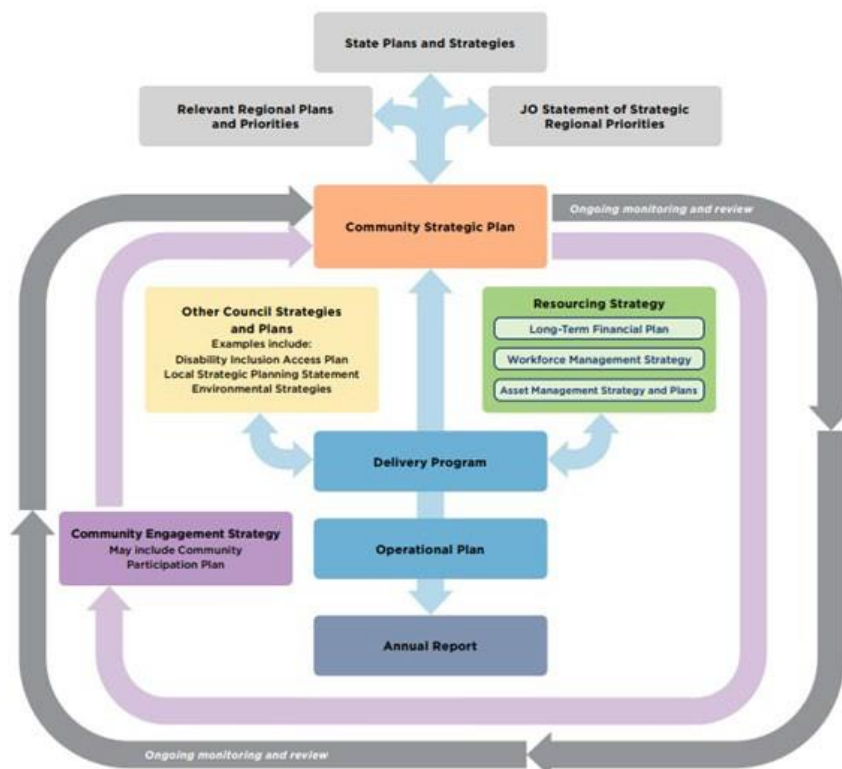 State Plans and Strategies
Relevant Regional Plans
and Priorities
JO Statement of Strategic
Regional Priorities
Community Strategic Plan
Ongoing monitoring and review
Other Council Strategies
and Plans
Examples include:
Disability Inclusion Access Plan
Local Strategic Planning Statement
Environmental Strategies
Resourcing Strategy
Long-Term Financial Plan
Workforce Management Strategy
Asset Management Strategy and Plans
Delivery Program
Community Engagement Strategy
May include Community
Participation Plan
Operational Plan
Annual Report
Ongoing monitoring and review